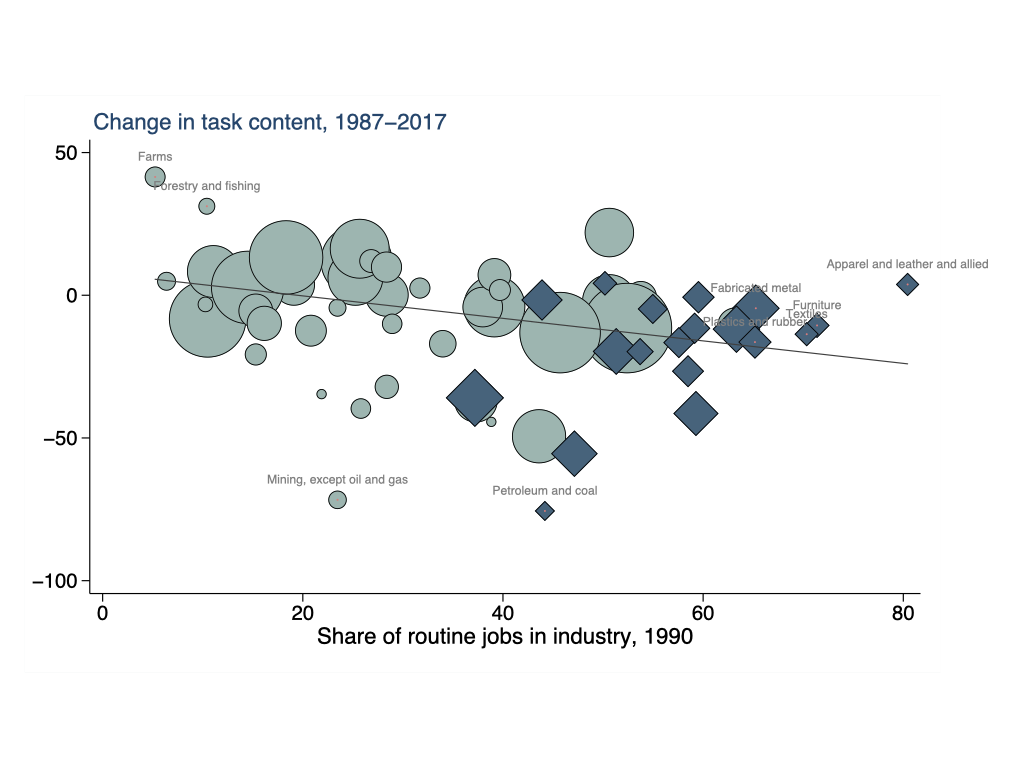 Change in task content, 1987–2017
50
Farms
Forestry and fishing
Apparel and leather and allied
Fabricated metal
0
Furniture
Textiles
Plastics and rubber
−50
Mining, except oil and gas
Petroleum and coal
−100
0 20 40 60 80
Share of routine jobs in industry, 1990